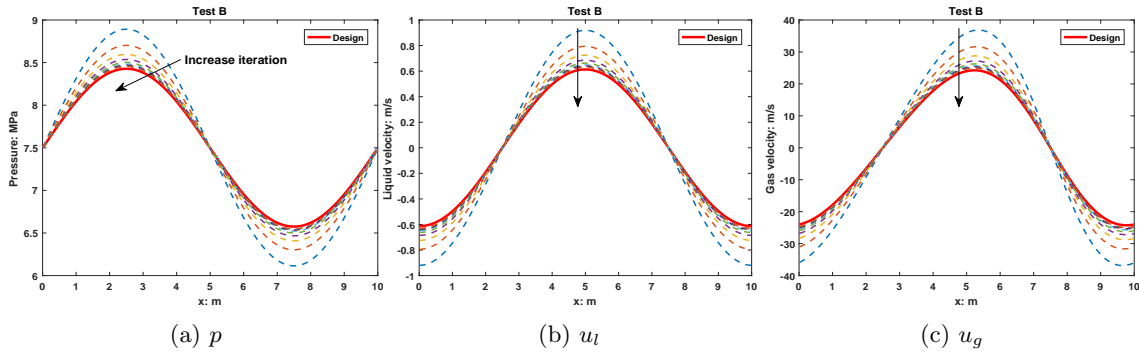 Test B
Design
Increase iteration
Pressure: MPa
9
8.5
8
7.5
7
6.5
6
0 1 2 3 4 5 6 7 8 9 10
x: m
(a) p
Test B
Design
Liquid velocity: m/s
1
0.8
0.6
0.4
0.2
0
-0.2
-0.4
-0.6
-0.8
-1
0 1 2 3 4 5 6 7 8 9 10
x: m
(b) u_l
Test B
Design
Gas velocity: m/s
40
30
20
10
0
-10
-20
-30
-40
0 1 2 3 4 5 6 7 8 9 10
x: m
(c) u_g